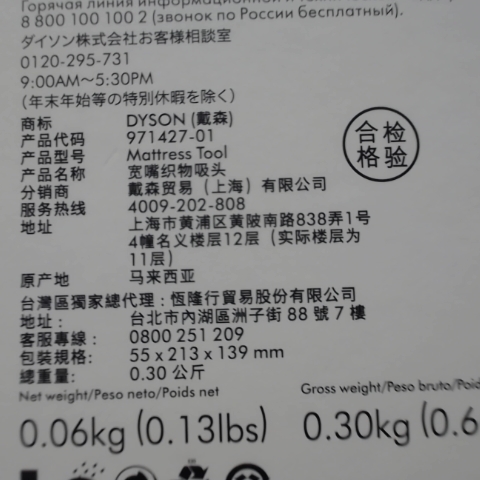 Горячая линия информационной и технической
8 800 100 100 2 (звонок по России бесплатный).
ダイソン株式会社お客様相談室
0120-295-731
9:00AM～5:30PM
（年末年始等の特別休暇を除く）
商标 DYSON (戴森)
产品代码 971427-01
产品型号 Mattress Tool
产品名称 宽嘴织物吸头
分销商 戴森贸易（上海）有限公司
服务热线 4009-202-808
地址 上海市黄浦区黄陂南路838弄1号
4幢名义楼层12层（实际楼层为
11层）
合检
格验
原产地 马来西亚
台灣區獨家總代理：恆隆行貿易股份有限公司
地址： 台北市內湖區洲子街 88 號 7 樓
客服專線： 0800 251 209
包裝規格： 55 x 213 x 139 mm
總重量： 0.30 公斤
Net weight/Peso neto/Poids net
0.06kg (0.13lbs)
Gross weight/Peso bruto/Poid
0.30kg (0.6